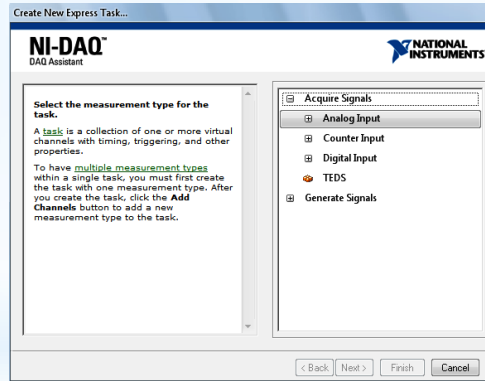 Create New Express Task...
NI-DAQ™
DAQ Assistant
NATIONAL
INSTRUMENTS
Select the measurement type for the
task.
A task is a collection of one or more virtual
channels with timing, triggering, and other
properties.
To have multiple measurement types
within a single task, you must first create
the task with one measurement type. After
you create the task, click the Add
Channels button to add a new
measurement type to the task.
Acquire Signals
Analog Input
Counter Input
Digital Input
TEDS
Generate Signals
< Back Next > Finish Cancel